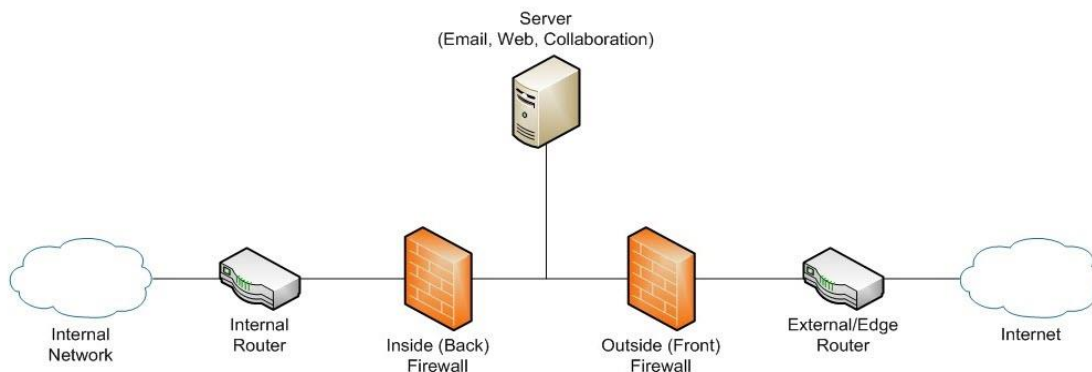 Server
(Email, Web, Collaboration)
Internal
Network
Internal
Router
Inside (Back)
Firewall
Outside (Front)
Firewall
External/Edge
Router
Internet